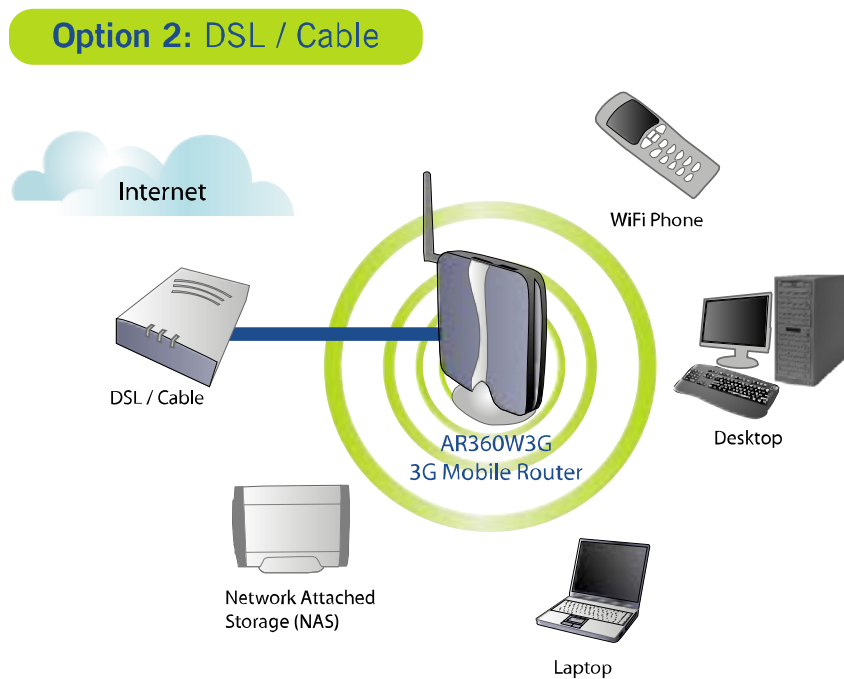 Option 2: DSL / Cable
Internet
WiFi Phone
DSL / Cable
Desktop
AR360W3G
3G Mobile Router
Network Attached
Storage (NAS)
Laptop